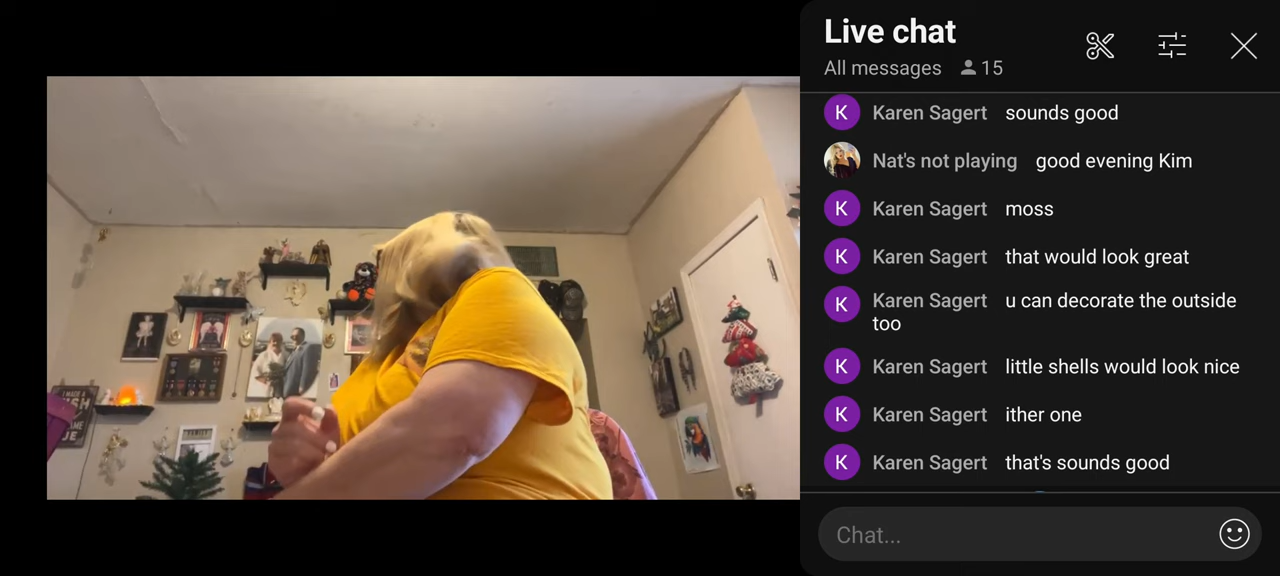 Live chat
All messages 15
K Karen Sagert sounds good
Nat's not playing good evening Kim
K Karen Sagert moss
K Karen Sagert that would look great
K Karen Sagert u can decorate the outside
too
K Karen Sagert little shells would look nice
K Karen Sagert ither one
K Karen Sagert that's sounds good
Chat...
I MADE A